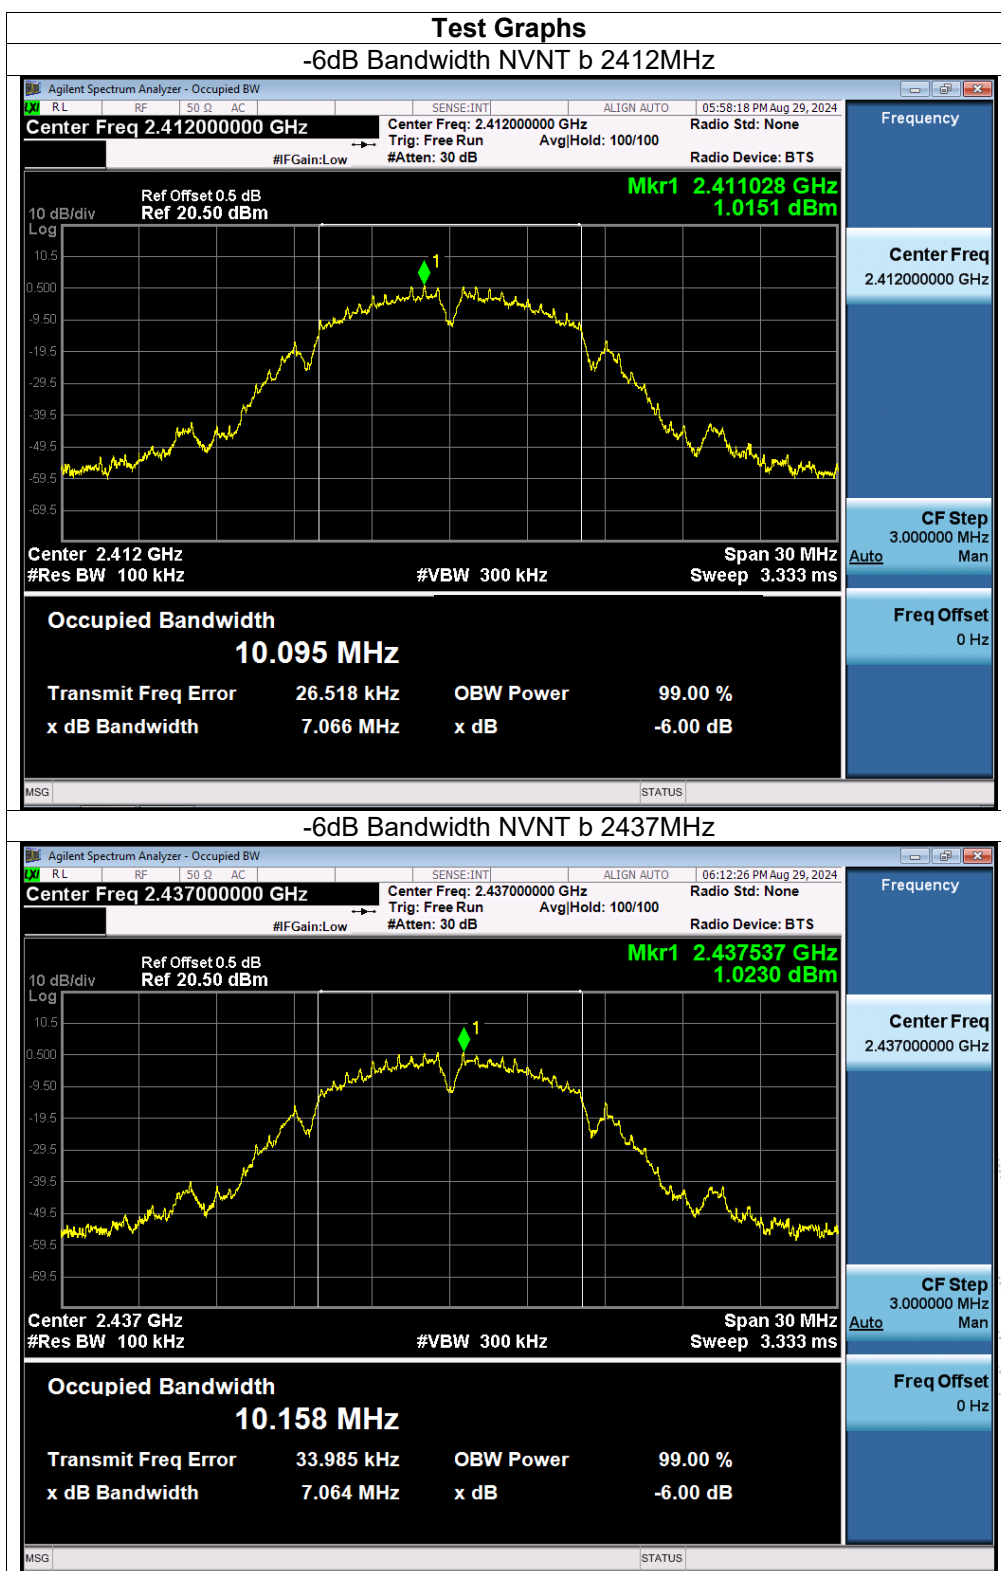 Test Graphs
-6dB Bandwidth NVNT b 2412MHz
Agilent Spectrum Analyzer - Occupied BW
LXI RL RF 50 Ω AC SENSE:INT ALIGN AUTO 05:58:18 PM Aug 29, 2024
Center Freq 2.412000000 GHz Center Freq: 2.412000000 GHz Radio Std: None
Trig: Free Run Avg|Hold: 100/100
#IFGain:Low #Atten: 30 dB Radio Device: BTS
Frequency
Mkr1 2.411028 GHz
1.0151 dBm
Ref Offset 0.5 dB
10 dB/div Ref 20.50 dBm
Log
1
10.5
0.500
-9.50
-19.5
-29.5
-39.5
-49.5
-59.5
-69.5
Center Freq
2.412000000 GHz
Center 2.412 GHz Span 30 MHz
#Res BW 100 kHz #VBW 300 kHz Sweep 3.333 ms
CF Step
3.000000 MHz
Auto Man
Freq Offset
0 Hz
Occupied Bandwidth
10.095 MHz
Transmit Freq Error 26.518 kHz OBW Power 99.00 %
x dB Bandwidth 7.066 MHz x dB -6.00 dB
MSG STATUS
-6dB Bandwidth NVNT b 2437MHz
Agilent Spectrum Analyzer - Occupied BW
LXI RL RF 50 Ω AC SENSE:INT ALIGN AUTO 06:12:26 PM Aug 29, 2024
Center Freq 2.437000000 GHz Center Freq: 2.437000000 GHz Radio Std: None
Trig: Free Run Avg|Hold: 100/100
#IFGain:Low #Atten: 30 dB Radio Device: BTS
Frequency
Mkr1 2.437537 GHz
1.0230 dBm
Ref Offset 0.5 dB
10 dB/div Ref 20.50 dBm
Log
1
10.5
0.500
-9.50
-19.5
-29.5
-39.5
-49.5
-59.5
-69.5
Center Freq
2.437000000 GHz
Center 2.437 GHz Span 30 MHz
#Res BW 100 kHz #VBW 300 kHz Sweep 3.333 ms
CF Step
3.000000 MHz
Auto Man
Freq Offset
0 Hz
Occupied Bandwidth
10.158 MHz
Transmit Freq Error 33.985 kHz OBW Power 99.00 %
x dB Bandwidth 7.064 MHz x dB -6.00 dB
MSG STATUS